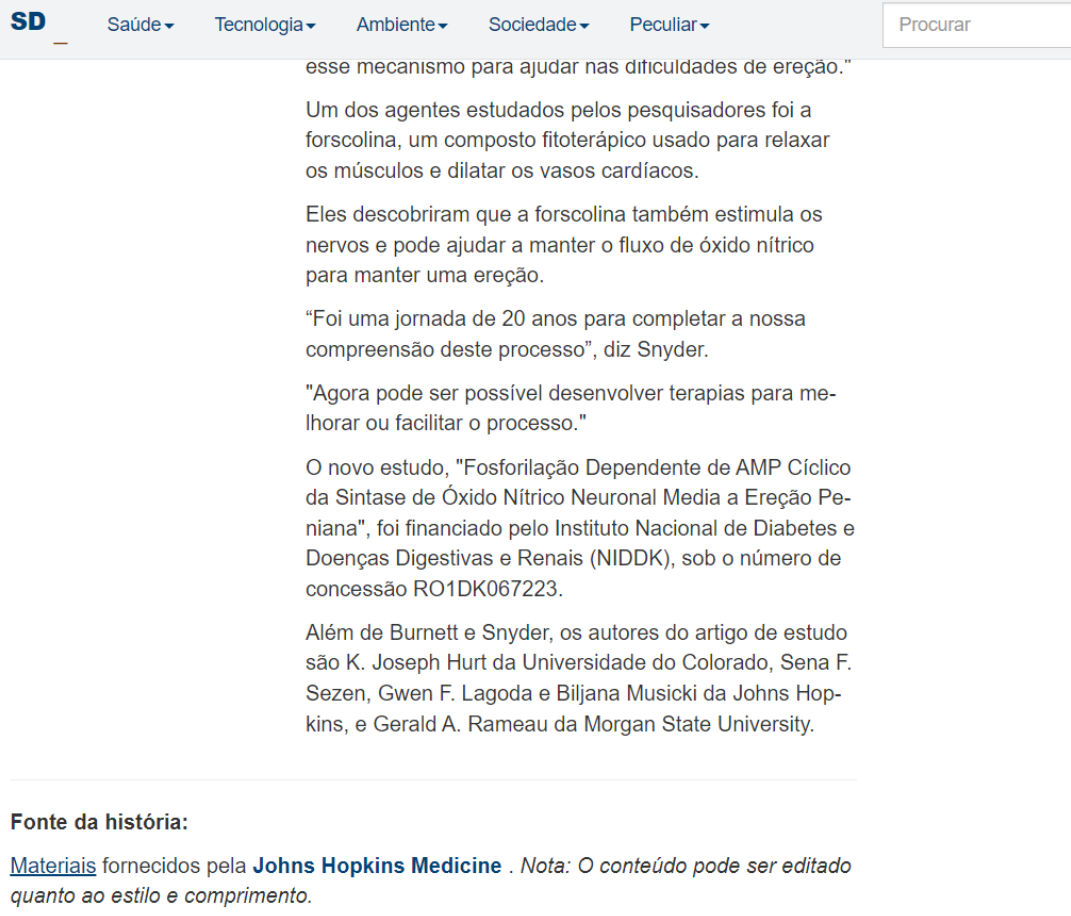 SD _ Saúde Tecnologia Ambiente Sociedade Peculiar Procurar
esse mecanismo para ajudar nas dificuldades de ereção."
Um dos agentes estudados pelos pesquisadores foi a
forscolina, um composto fitoterápico usado para relaxar
os músculos e dilatar os vasos cardíacos.
Eles descobriram que a forscolina também estimula os
nervos e pode ajudar a manter o fluxo de óxido nítrico
para manter uma ereção.
“Foi uma jornada de 20 anos para completar a nossa
compreensão deste processo”, diz Snyder.
"Agora pode ser possível desenvolver terapias para me-
lhorar ou facilitar o processo."
O novo estudo, "Fosforilação Dependente de AMP Cíclico
da Sintase de Óxido Nítrico Neuronal Media a Ereção Pe-
niana", foi financiado pelo Instituto Nacional de Diabetes e
Doenças Digestivas e Renais (NIDDK), sob o número de
concessão RO1DK067223.
Além de Burnett e Snyder, os autores do artigo de estudo
são K. Joseph Hurt da Universidade do Colorado, Sena F.
Sezen, Gwen F. Lagoda e Biljana Musicki da Johns Hop-
kins, e Gerald A. Rameau da Morgan State University.
Fonte da história:
Materiais fornecidos pela Johns Hopkins Medicine . Nota: O conteúdo pode ser editado
quanto ao estilo e comprimento.